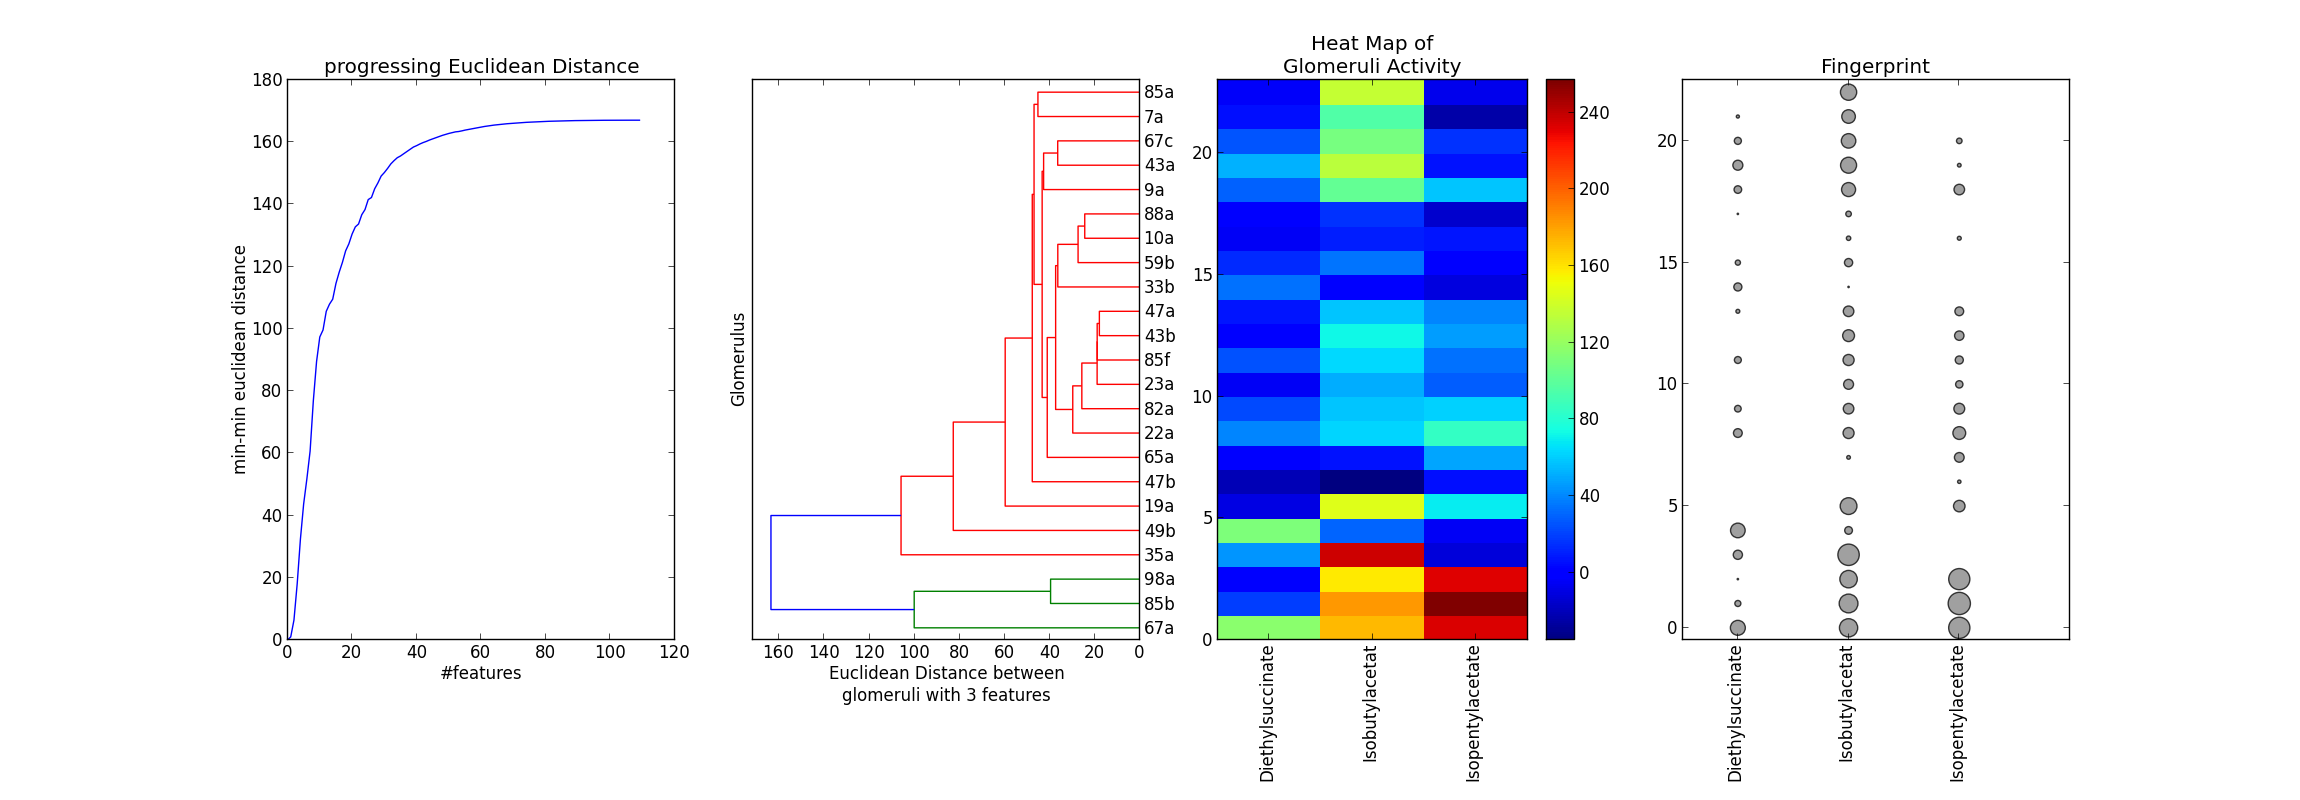 progressing Euclidean Distance
180
160
140
120
100
80
60
40
20
0
min-min euclidean distance
0 20 40 60 80 100 120
#features
Glomerulus
85a
7a
67c
43a
9a
88a
10a
59b
33b
47a
43b
85f
23a
82a
22a
65a
47b
19a
49b
35a
98a
85b
67a
160 140 120 100 80 60 40 20 0
Euclidean Distance between
glomeruli with 3 features
Heat Map of
Glomeruli Activity
20
15
10
5
0
Diethylsuccinate
Isobutylacetat
Isopentylacetate
240
200
160
120
80
40
0
Fingerprint
20
15
10
5
0
Diethylsuccinate
Isobutylacetat
Isopentylacetate